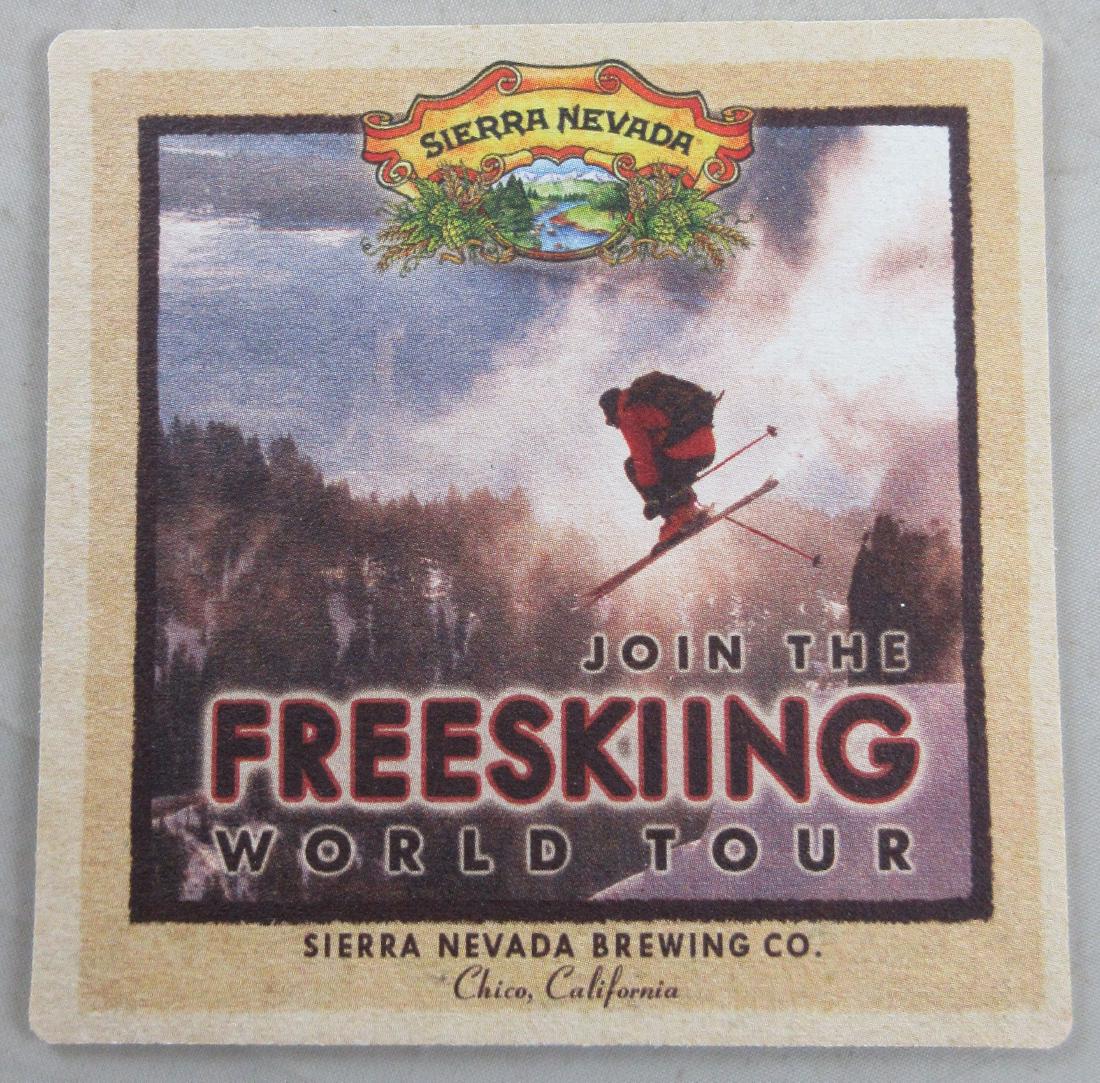 SIERRA NEVADA
JOIN THE
FREESKIING
WORLD TOUR
SIERRA NEVADA BREWING CO.
Chico, California